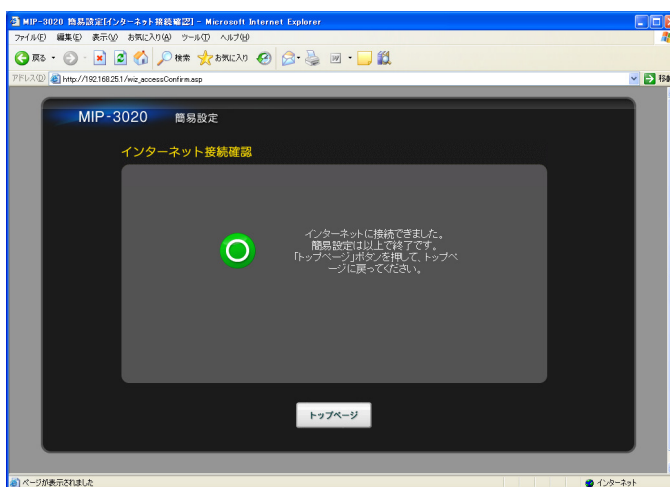 MIP-3020 簡易設定[インターネット接続確認] - Microsoft Internet Explorer
ファイル(F) 編集(E) 表示(V) お気に入り(A) ツール(T) ヘルプ(H)
戻る 検索 お気に入り
アドレス(D) http://192.168.25.1/wiz_accessConfirm.asp 移動
MIP-3020 簡易設定
インターネット接続確認
インターネットに接続できました。
簡易設定は以上で終了です。
「トップページ」ボタンを押して、トップペ
ージに戻ってください。
トップページ
ページが表示されました インターネット